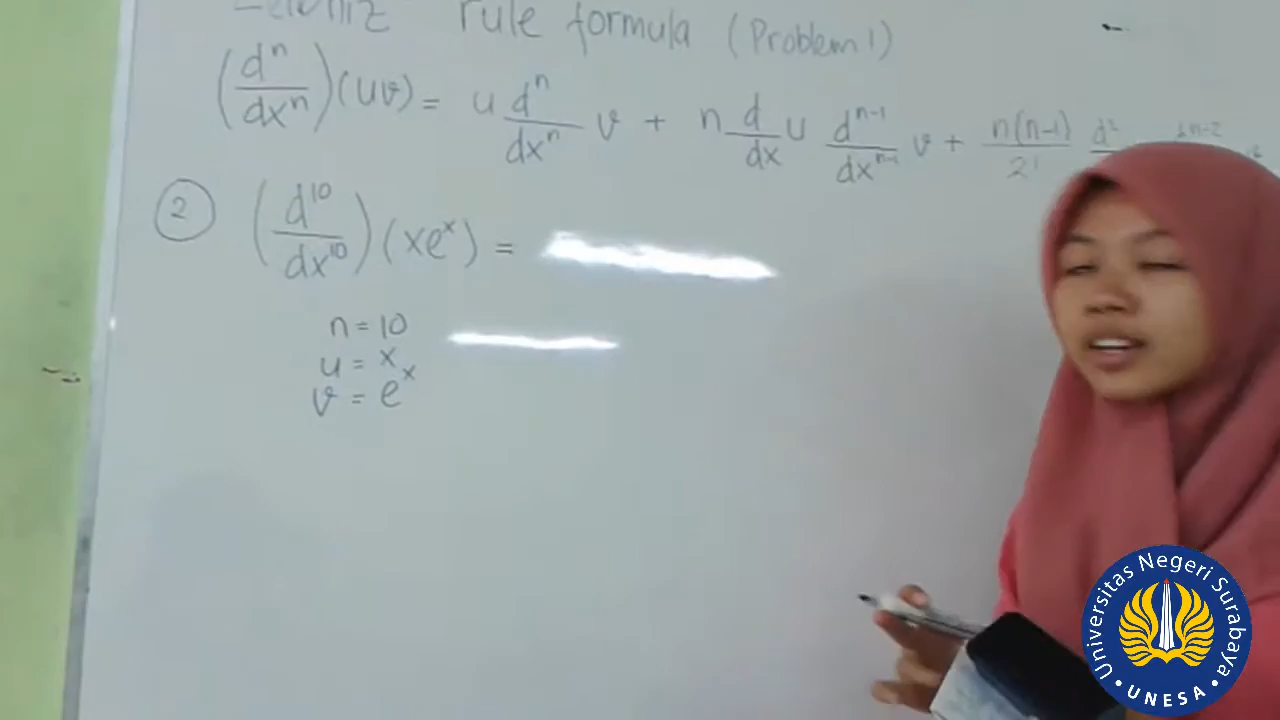 rule formula (Problem 1)
(dⁿ/dxⁿ)(uv) = u dⁿ/dxⁿ v + n d/dx u dⁿ⁻¹/dxⁿ⁻¹ v + n(n-1)/2! d²
② (d¹⁰/dx¹⁰)(xeˣ) =
n = 10
u = x
v = eˣ
Universitas Negeri Surabaya
UNESA